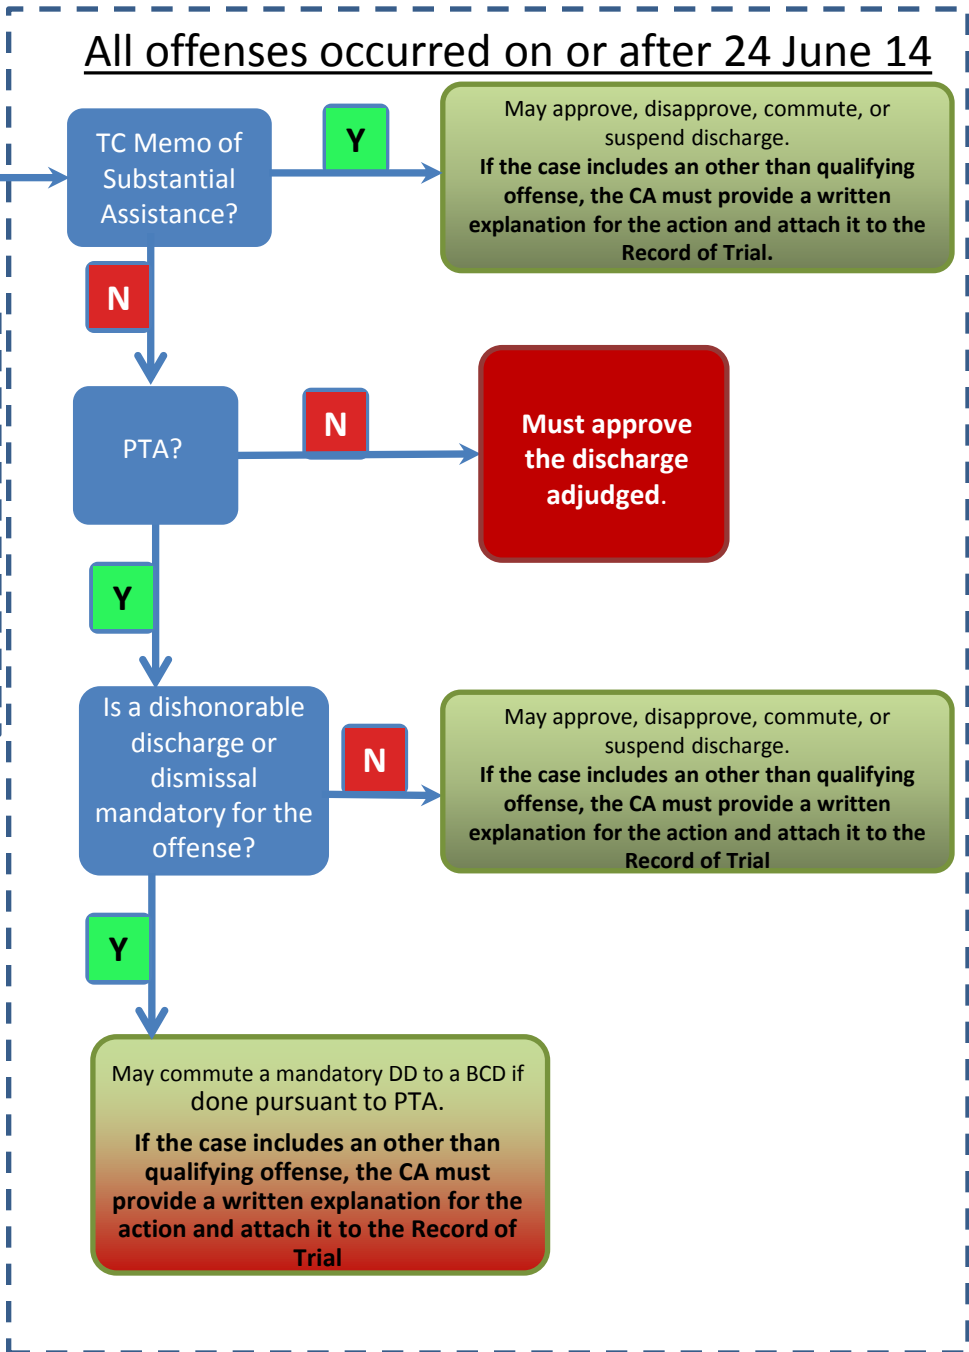 All offenses occurred on or after 24 June 14
TC Memo of
Substantial
Assistance?
Y
May approve, disapprove, commute, or
suspend discharge.
If the case includes an other than qualifying
offense, the CA must provide a written
explanation for the action and attach it to the
Record of Trial.
N
PTA?
N
Must approve
the discharge
adjudged.
Y
Is a dishonorable
discharge or
dismissal
mandatory for the
offense?
N
May approve, disapprove, commute, or
suspend discharge.
If the case includes an other than qualifying
offense, the CA must provide a written
explanation for the action and attach it to the
Record of Trial
Y
May commute a mandatory DD to a BCD if
done pursuant to PTA.
If the case includes an other than
qualifying offense, the CA must
provide a written explanation for the
action and attach it to the Record of
Trial